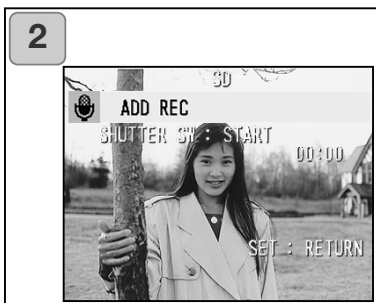 2
SD
ADD REC
SHUTTER SW : START
00:00
SET : RETURN